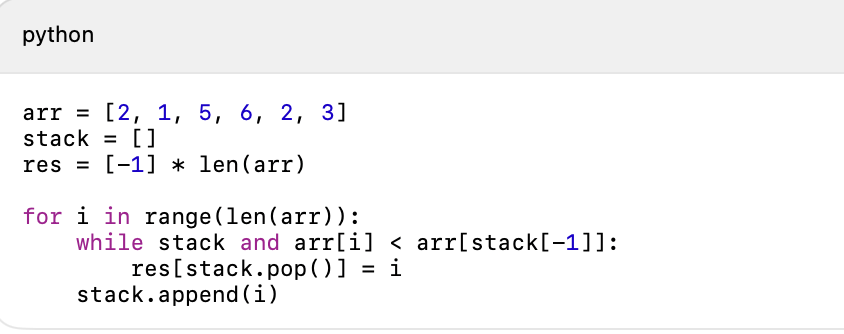 python
arr = [2, 1, 5, 6, 2, 3]
stack = []
res = [-1] * len(arr)
for i in range(len(arr)):
    while stack and arr[i] < arr[stack[-1]]:
        res[stack.pop()] = i
    stack.append(i)